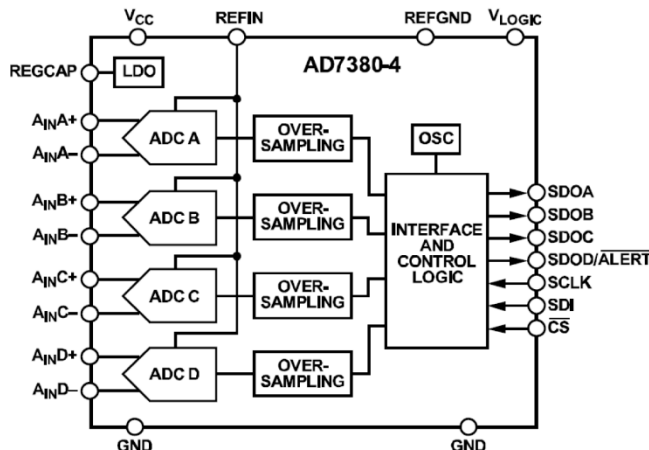 VCC
REFIN
REFGND
VLOGIC
AD7380-4
REGCAP
LDO
AINA+
AINA–
ADC A
OVER-
SAMPLING
OSC
AINB+
AINB–
ADC B
OVER-
SAMPLING
INTERFACE
AND
CONTROL
LOGIC
SDOA
SDOB
SDOC
SDOD/ALERT
SCLK
SDI
CS
AINC+
AINC–
ADC C
OVER-
SAMPLING
AIND+
AIND–
ADC D
OVER-
SAMPLING
GND
GND